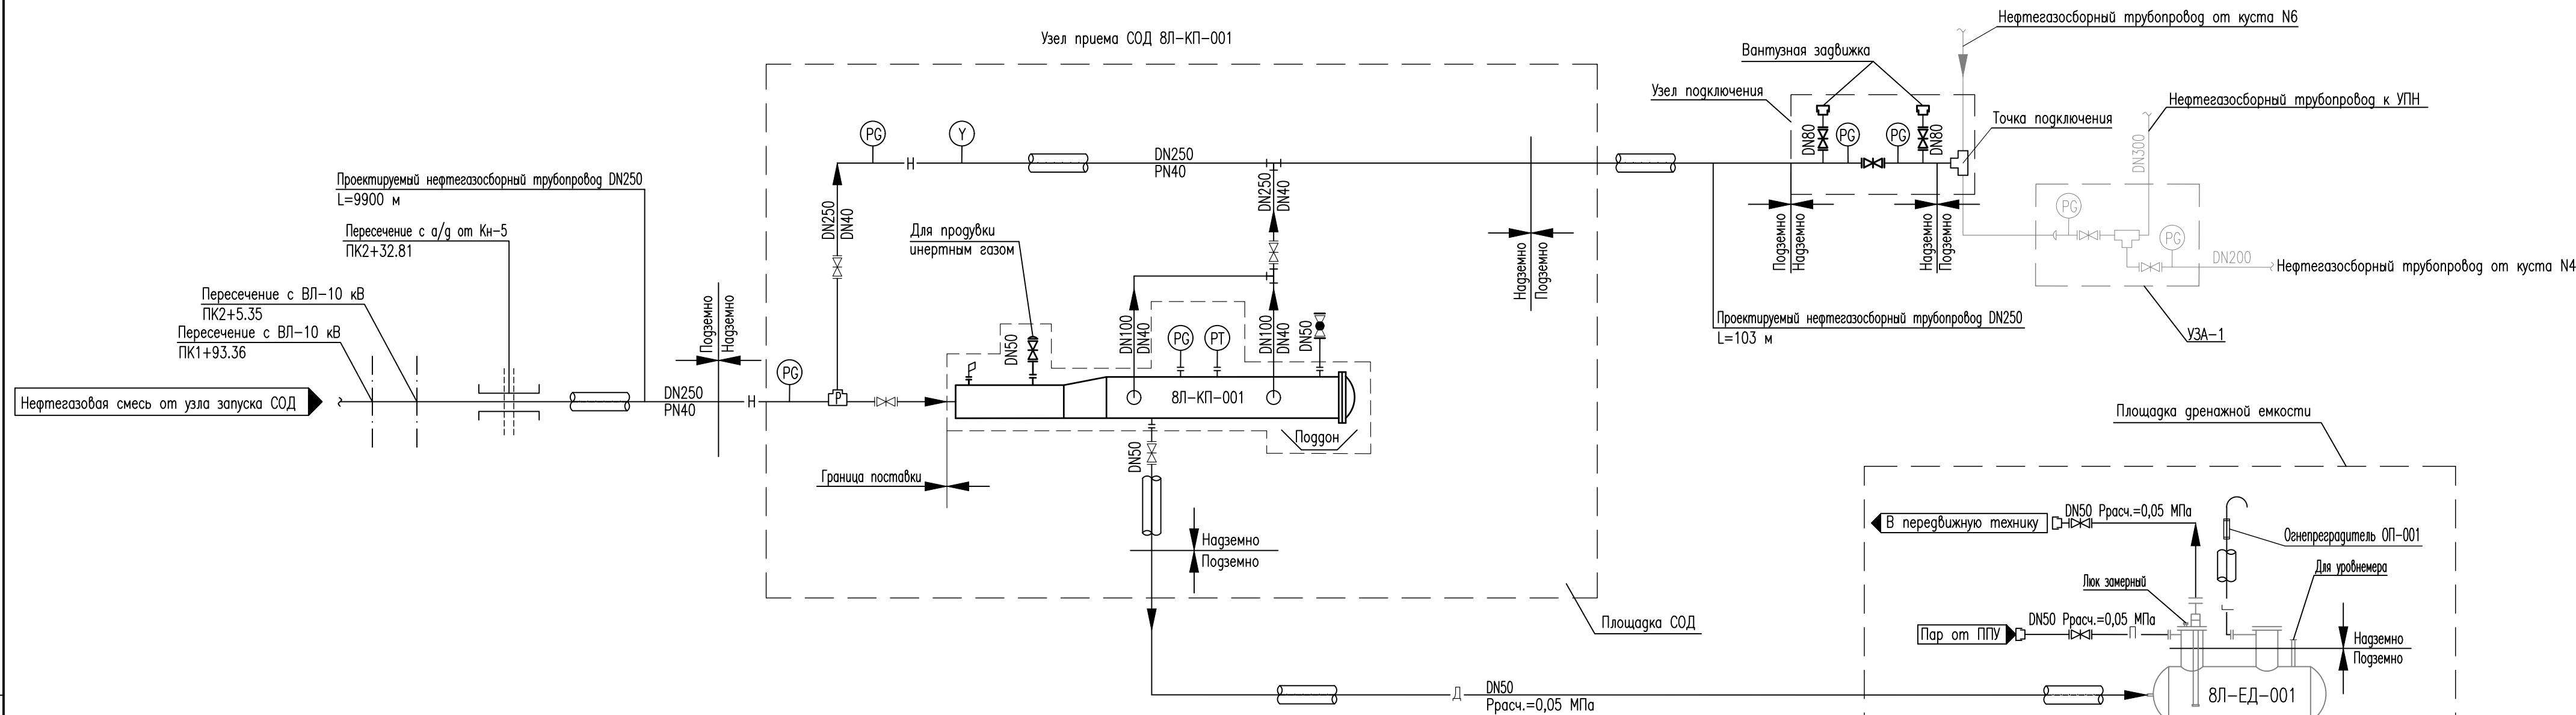 Узел приема СОД 8Л-КП-001
Нефтегазосборный трубопровод от куста N6
Вантузная задвижка
Узел подключения
Нефтегазосборный трубопровод к УПН
Точка подключения
DN80
PG
PG
DN80
DN300
PG
Y
DN250
PN40
Проектируемый нефтегазосборный трубопровод DN250
L=9900 м
Пересечение с а/д от Кн-5
ПК2+32.81
Пересечение с ВЛ-10 кВ
ПК2+5.35
Пересечение с ВЛ-10 кВ
ПК1+93.36
Нефтегазовая смесь от узла запуска СОД
DN250
PN40
Подземно
Надземно
Н
PG
Р
DN250
DN40
Н
Для продувки
инертным газом
DN50
DN100
DN40
PG
PT
DN100
DN40
DN50
DN250
DN40
8Л-КП-001
Поддон
Граница поставки
DN50
Надземно
Подземно
Надземно
Подземно
Площадка СОД
Подземно
Надземно
Надземно
Подземно
PG
PG
DN200
Нефтегазосборный трубопровод от куста N4
УЗА-1
Проектируемый нефтегазосборный трубопровод DN250
L=103 м
Площадка дренажной емкости
В передвижную технику
DN50 Pрасч.=0,05 МПа
Огнепреградитель ОП-001
Для уровнемера
Люк замерный
Пар от ППУ
DN50 Pрасч.=0,05 МПа
П
Г
Надземно
Подземно
8Л-ЕД-001
Д
DN50
Pрасч.=0,05 МПа